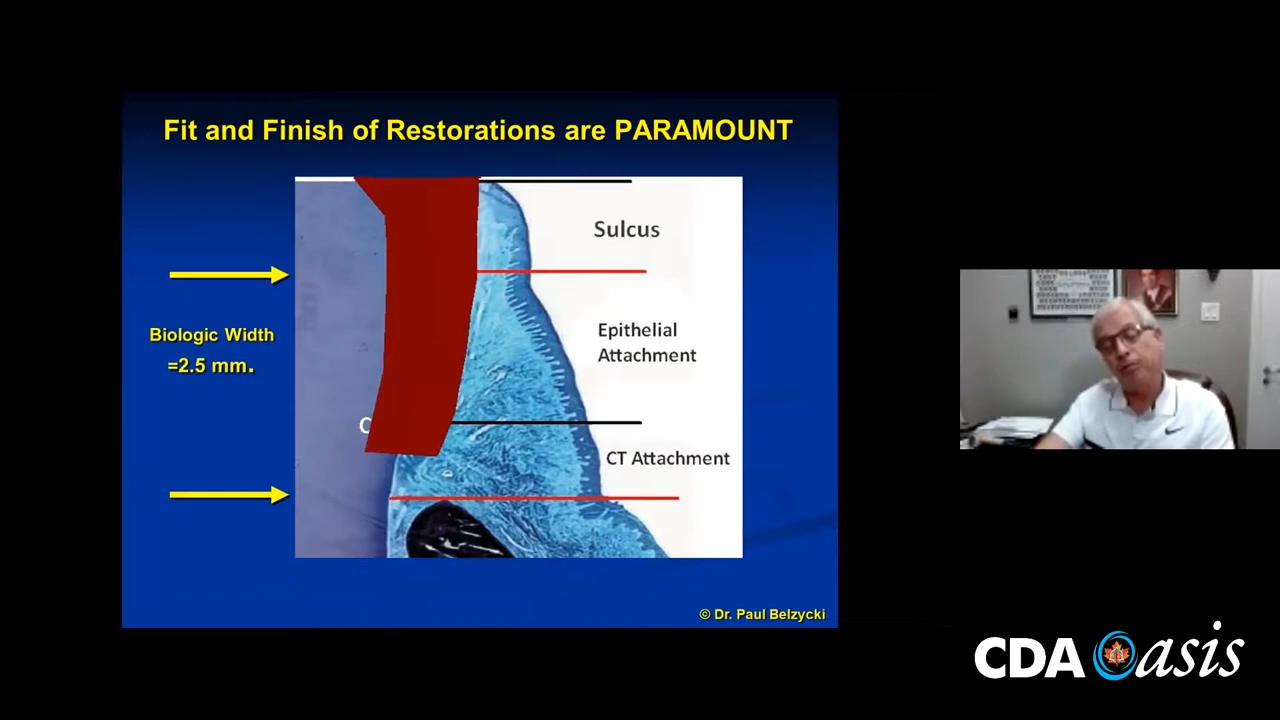 Fit and Finish of Restorations are PARAMOUNT
Sulcus
Biologic Width
=2.5 mm.
Epithelial
Attachment
C
CT Attachment
© Dr. Paul Belzycki
CDA Oasis